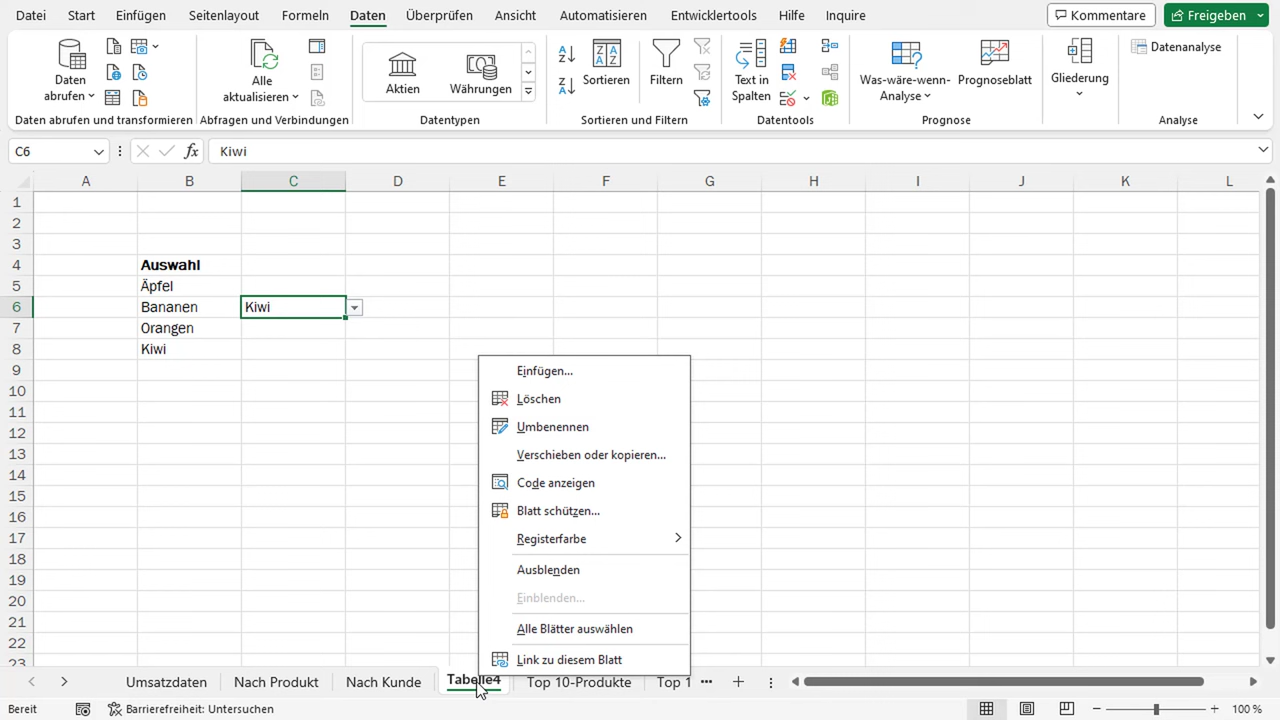 Datei Start Einfügen Seitenlayout Formeln Daten Überprüfen Ansicht Automatisieren Entwicklertools Hilfe Inquire Kommentare Freigeben
Daten abrufen
Alle aktualisieren
Aktien Währungen
Sortieren Filtern
Text in Spalten
Was-wäre-wenn-Analyse Prognoseblatt
Gliederung
Datenanalyse
Daten abrufen und transformieren Abfragen und Verbindungen Datentypen Sortieren und Filtern Datentools Prognose Analyse
C6 fx Kiwi
A B C D E F G H I J K L
1
2
3
4 Auswahl
5 Äpfel
6 Bananen Kiwi
7 Orangen
8 Kiwi
9
10
11
12
13
14
15
16
17
18
19
20
21
22
23
Einfügen...
Löschen
Umbenennen
Verschieben oder kopieren...
Code anzeigen
Blatt schützen...
Registerfarbe
Ausblenden
Einblenden...
Alle Blätter auswählen
Link zu diesem Blatt
Umsatzdaten Nach Produkt Nach Kunde Tabelle4 Top 10-Produkte Top 1 ...
Bereit Barrierefreiheit: Untersuchen 100 %